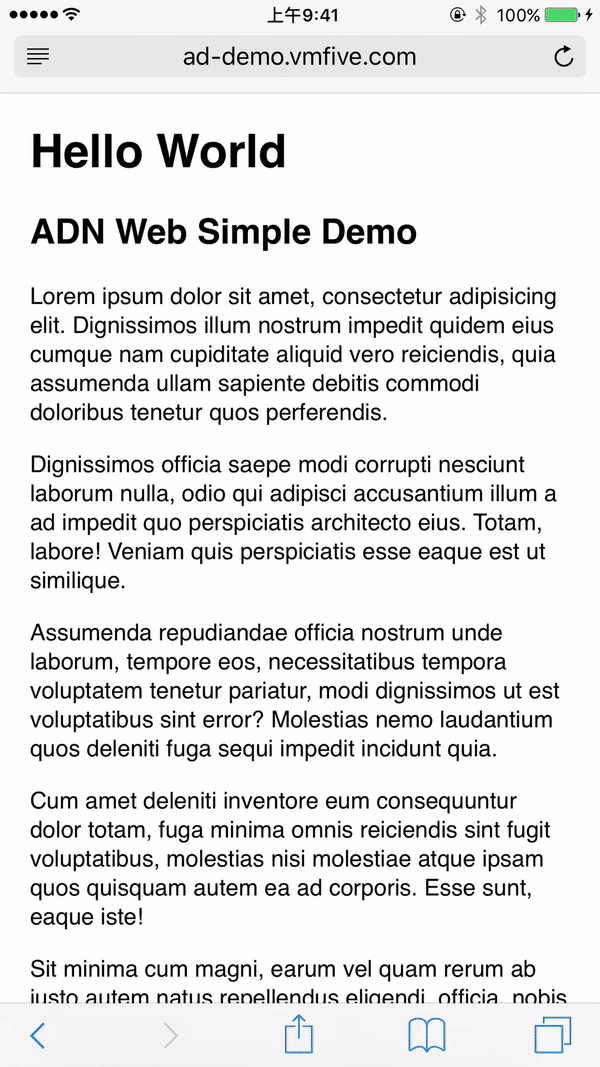 上午9:41
100%
ad-demo.vmfive.com
Hello World
ADN Web Simple Demo
Lorem ipsum dolor sit amet, consectetur adipisicing
elit. Dignissimos illum nostrum impedit quidem eius
cumque nam cupiditate aliquid vero reiciendis, quia
assumenda ullam sapiente debitis commodi
doloribus tenetur quos perferendis.
Dignissimos officia saepe modi corrupti nesciunt
laborum nulla, odio qui adipisci accusantium illum a
ad impedit quo perspiciatis architecto eius. Totam,
labore! Veniam quis perspiciatis esse eaque est ut
similique.
Assumenda repudiandae officia nostrum unde
laborum, tempore eos, necessitatibus tempora
voluptatem tenetur pariatur, modi dignissimos ut est
voluptatibus sint error? Molestias nemo laudantium
quos deleniti fuga sequi impedit incidunt quia.
Cum amet deleniti inventore eum consequuntur
dolor totam, fuga minima omnis reiciendis sint fugit
voluptatibus, molestias nisi molestiae atque ipsam
quos quisquam autem ea ad corporis. Esse sunt,
eaque iste!
Sit minima cum magni, earum vel quam rerum ab
iusto autem natus repellendus eligendi, officia, nobis